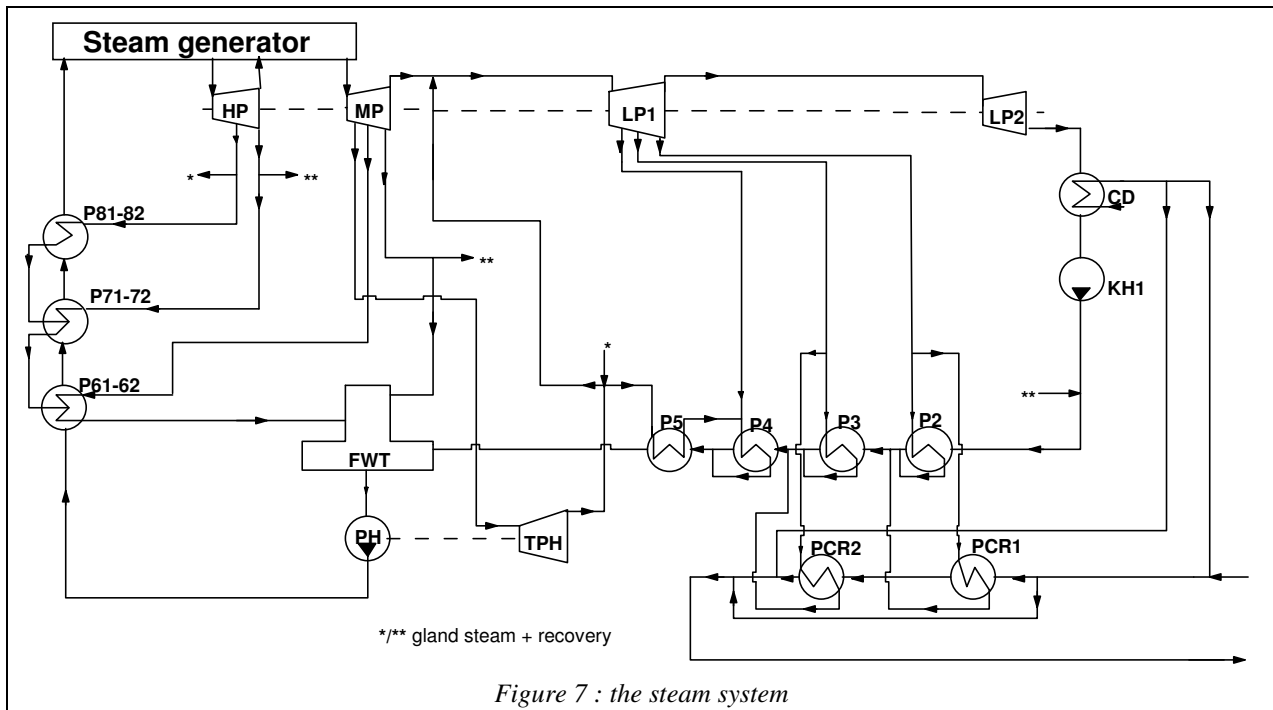 Steam generator
HP
MP
LP1
LP2
*
**
P81-82
CD
**
P71-72
KH1
*
P61-62
**
P5
P4
P3
P2
FWT
PH
TPH
PCR2
PCR1
*/** gland steam + recovery
Figure 7 : the steam system